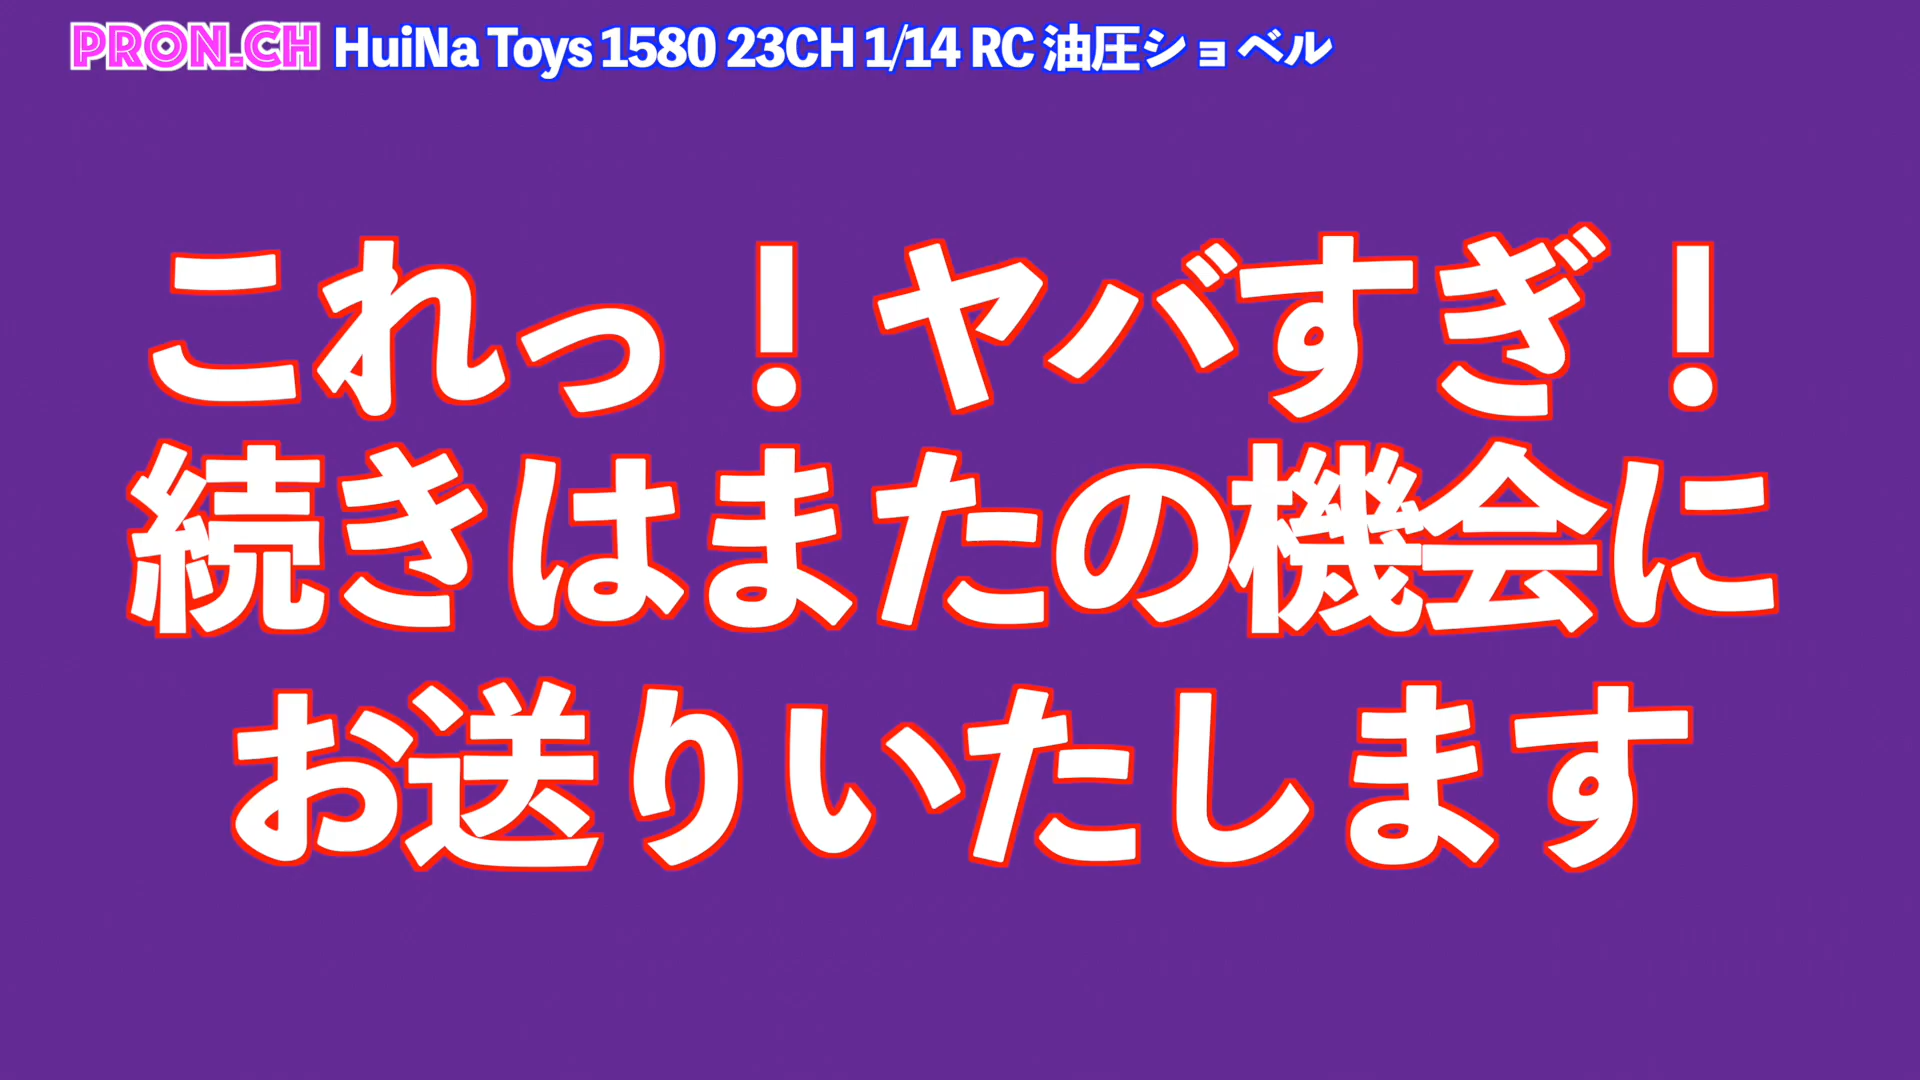 PRON.CH HuiNa Toys 1580 23CH 1/14 RC 油圧ショベル
これっ！ヤバすぎ！
続きはまたの機会に
お送りいたします